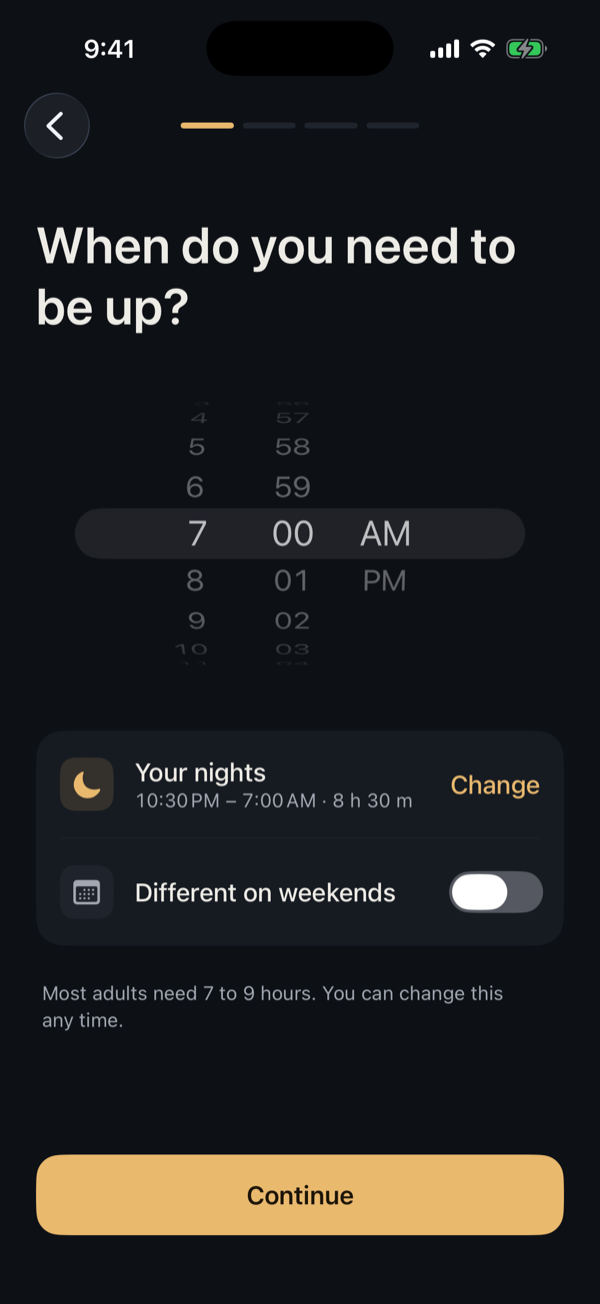 9:41
When do you need to
be up?
4 57
5 58
6 59
7 00 AM
8 01 PM
9 02
10 03
Your nights
10:30 PM – 7:00 AM · 8 h 30 m
Change
Different on weekends
Most adults need 7 to 9 hours. You can change this
any time.
Continue